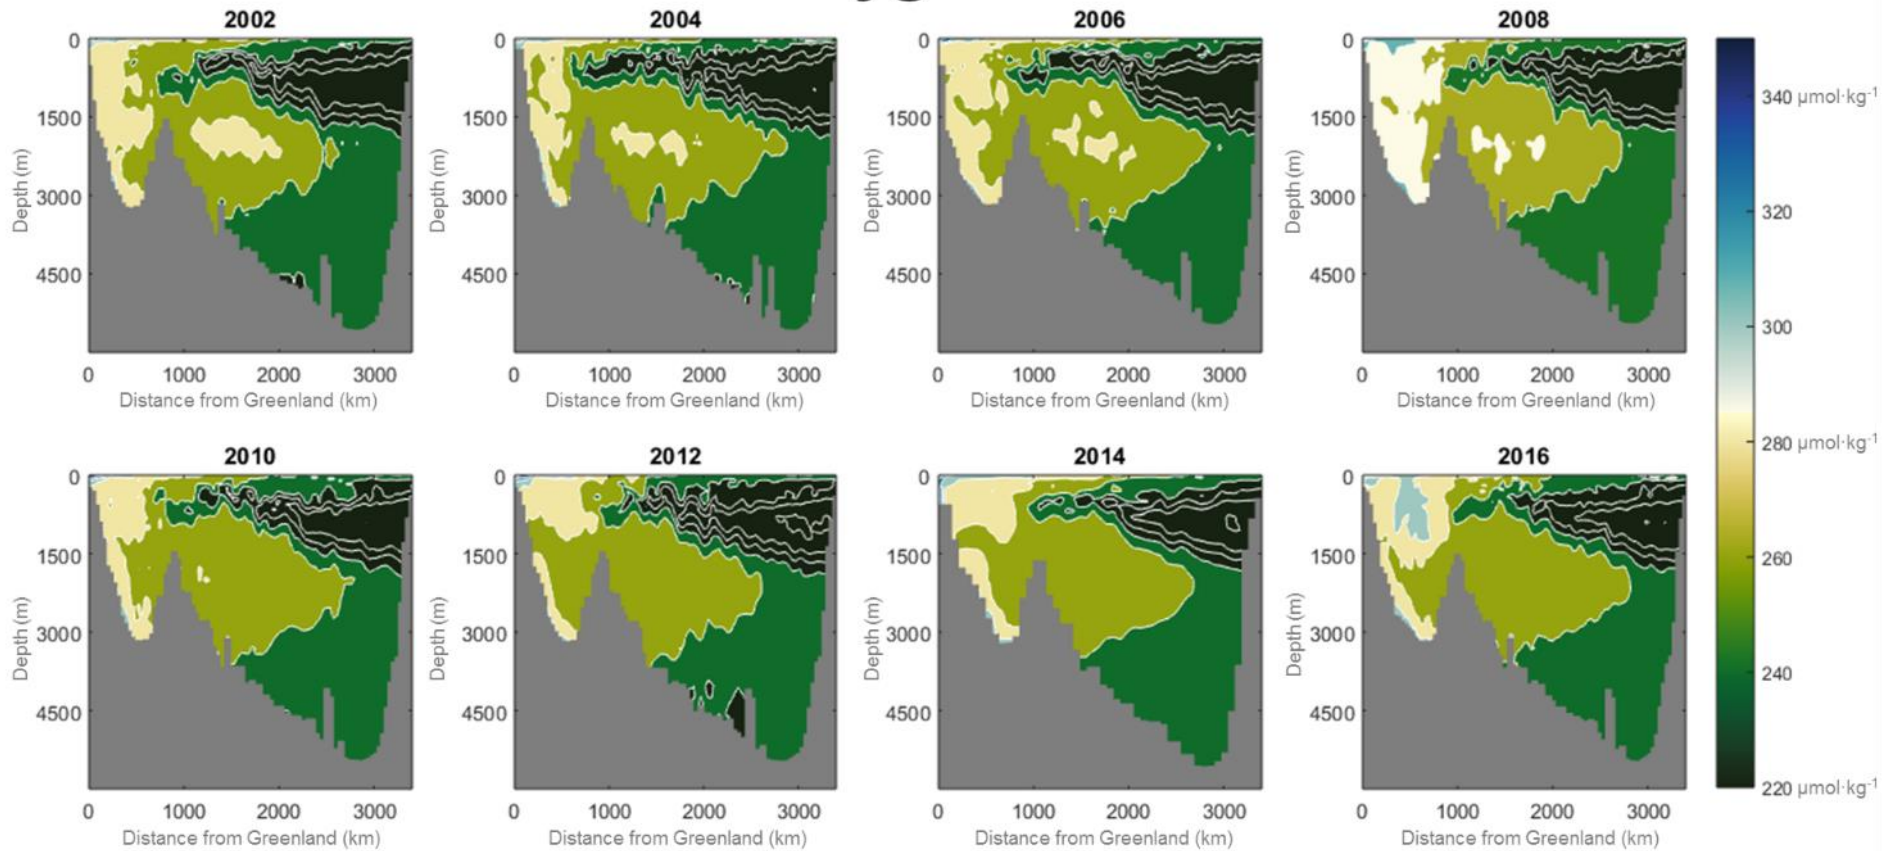 2002 2004 2006 2008
0 0 0 0
340 µmol·kg-1
1500 1500 1500 1500
Depth (m) Depth (m) Depth (m) Depth (m)
320
3000 3000 3000 3000
4500 4500 4500 4500
300
0 1000 2000 3000 0 1000 2000 3000 0 1000 2000 3000 0 1000 2000 3000
Distance from Greenland (km) Distance from Greenland (km) Distance from Greenland (km) Distance from Greenland (km)
280 µmol·kg-1
2010 2012 2014 2016
0 0 0 0
1500 1500 1500 1500
260
Depth (m) Depth (m) Depth (m) Depth (m)
3000 3000 3000 3000
240
4500 4500 4500 4500
220 µmol·kg-1
0 1000 2000 3000 0 1000 2000 3000 0 1000 2000 3000 0 1000 2000 3000
Distance from Greenland (km) Distance from Greenland (km) Distance from Greenland (km) Distance from Greenland (km)